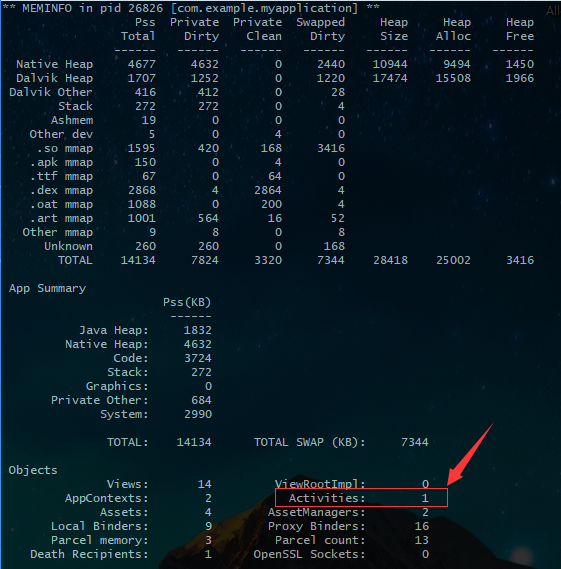 ** MEMINFO in pid 26826 [com.example.myapplication] **
All
Pss Private Private Swapped Heap Heap Heap
Total Dirty Clean Dirty Size Alloc Free
------ ------ ------ ------ ------ ------ ------
Native Heap 4677 4632 0 2440 10944 9494 1450
Dalvik Heap 1707 1252 0 1220 17474 15508 1966
Dalvik Other 416 412 0 28
Stack 272 272 0 4
Ashmem 19 0 0 0
Other dev 5 0 4 0
.so mmap 1595 420 168 3416
.apk mmap 150 0 4 0
.ttf mmap 67 0 64 0
.dex mmap 2868 4 2864 4
.oat mmap 1088 0 200 4
.art mmap 1001 564 16 52
Other mmap 9 8 0 8
Unknown 260 260 0 168
TOTAL 14134 7824 3320 7344 28418 25002 3416
App Summary
Pss(KB)
------
Java Heap: 1832
Native Heap: 4632
Code: 3724
Stack: 272
Graphics: 0
Private Other: 684
System: 2990
TOTAL: 14134 TOTAL SWAP (KB): 7344
Objects
Views: 14 ViewRootImpl: 0
AppContexts: 2 Activities: 1
Assets: 4 AssetManagers: 2
Local Binders: 9 Proxy Binders: 16
Parcel memory: 3 Parcel count: 13
Death Recipients: 1 OpenSSL Sockets: 0